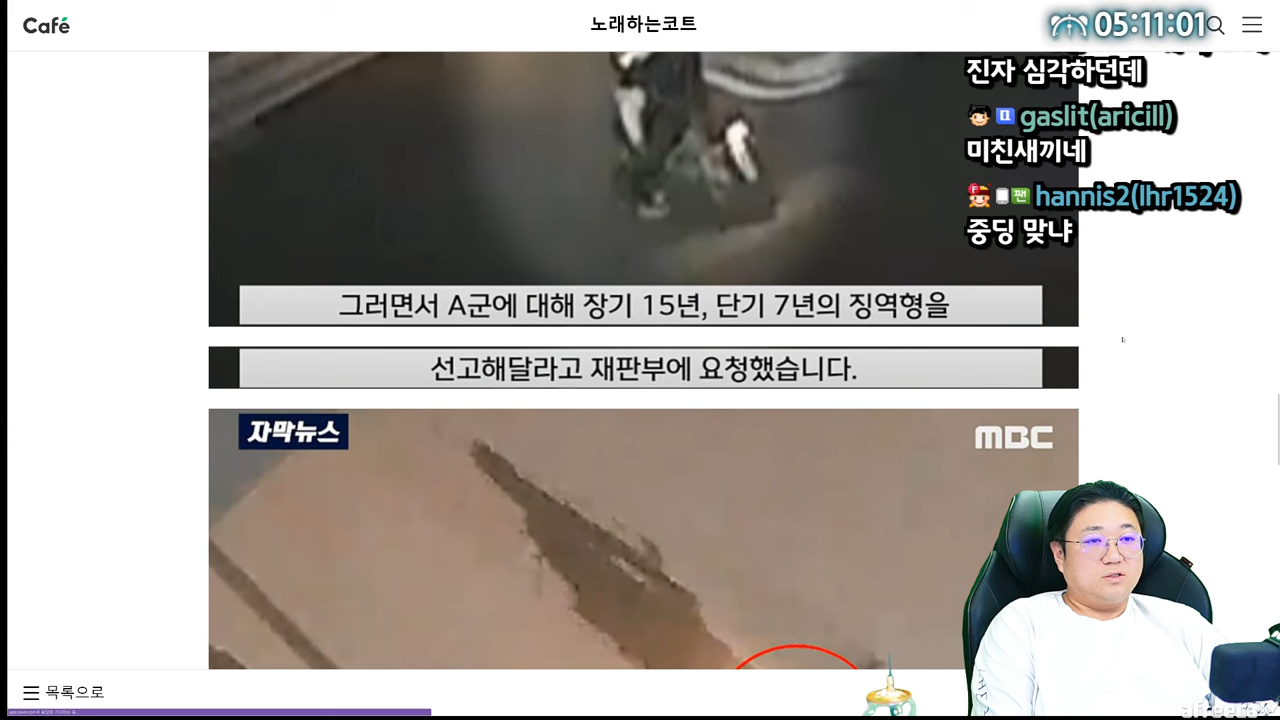 Café
노래하는코트
05:11:01
진자 심각하던데
gaslit(aricill)
미친새끼네
hannis2(lhr1524)
중딩 맞냐
그러면서 A군에 대해 장기 15년, 단기 7년의 징역형을
선고해달라고 재판부에 요청했습니다.
자막뉴스
MBC
목록으로
afreeca